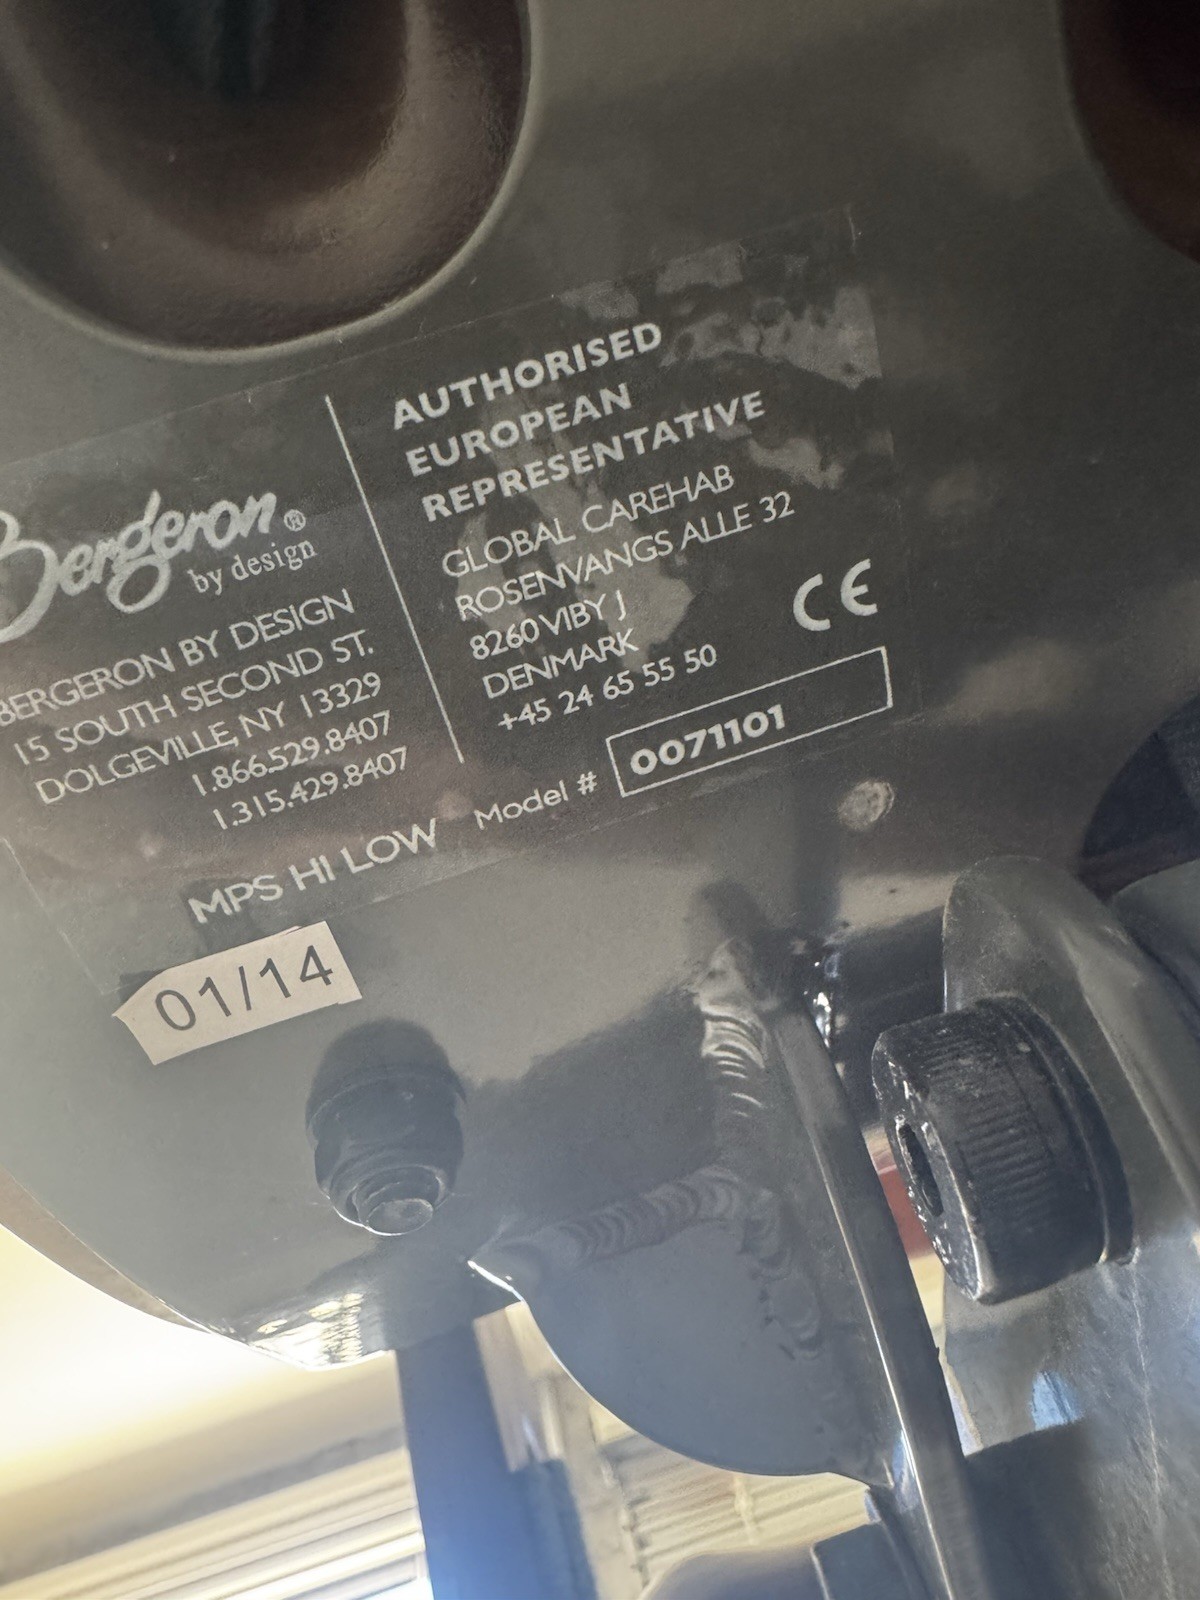 Bergeron®
by design
BERGERON BY DESIGN
15 SOUTH SECOND ST.
DOLGEVILLE, NY 13329
1.866.529.8407
1.315.429.8407
AUTHORISED
EUROPEAN
REPRESENTATIVE
GLOBAL CAREHAB
ROSENVANGS ALLE 32
8260 VIBY J
DENMARK
+45 24 65 55 50
CE
MPS HI LOW Model # 0071101
01/14